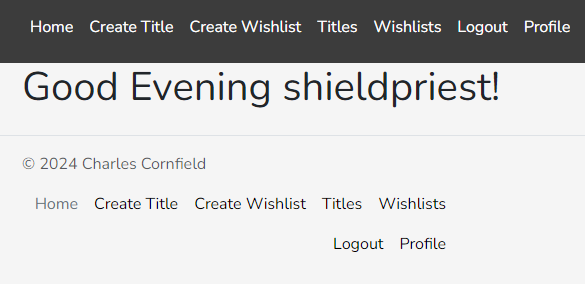 Home Create Title Create Wishlist Titles Wishlists Logout Profile
Good Evening shieldpriest!
© 2024 Charles Cornfield
Home Create Title Create Wishlist Titles Wishlists
Logout Profile